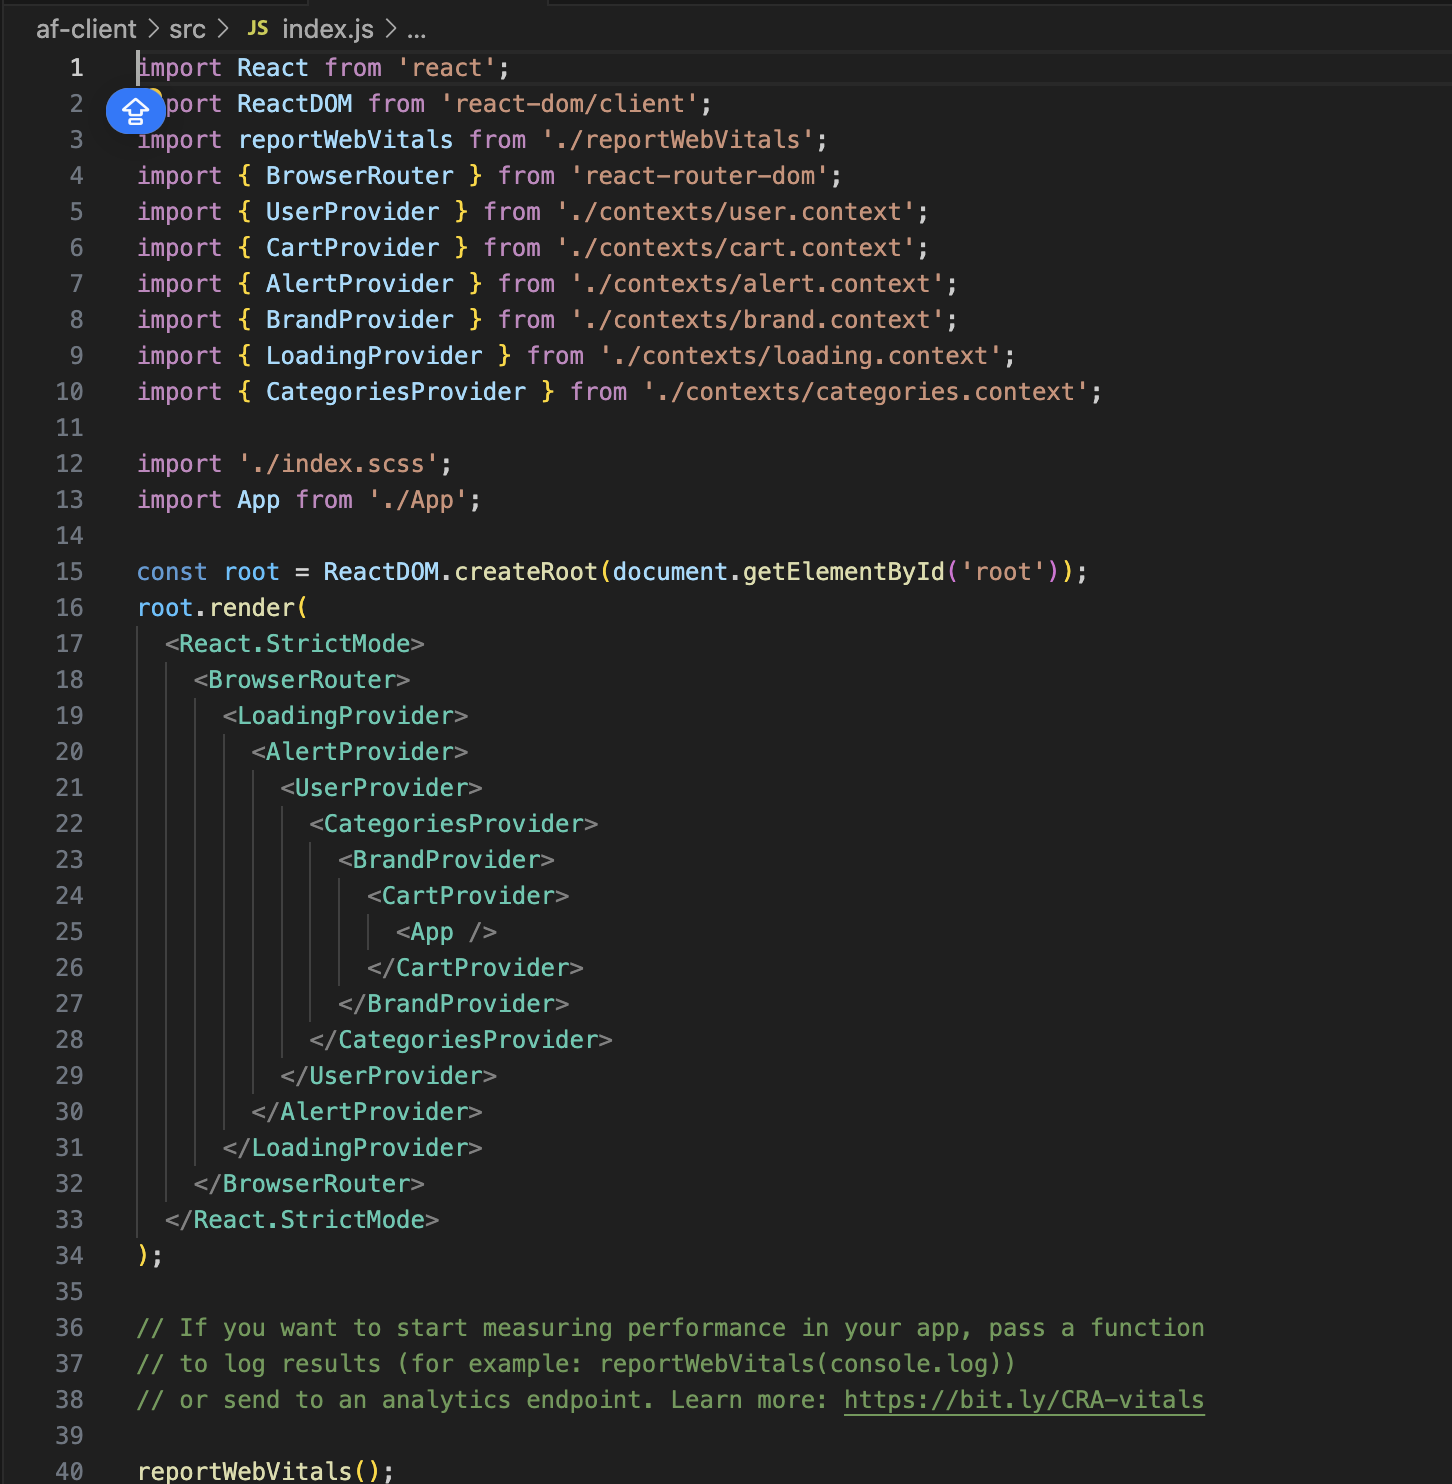 af-client > src > JS index.js > ...
1 import React from 'react';
2 port ReactDOM from 'react-dom/client';
3 import reportWebVitals from './reportWebVitals';
4 import { BrowserRouter } from 'react-router-dom';
5 import { UserProvider } from './contexts/user.context';
6 import { CartProvider } from './contexts/cart.context';
7 import { AlertProvider } from './contexts/alert.context';
8 import { BrandProvider } from './contexts/brand.context';
9 import { LoadingProvider } from './contexts/loading.context';
10 import { CategoriesProvider } from './contexts/categories.context';
11
12 import './index.scss';
13 import App from './App';
14
15 const root = ReactDOM.createRoot(document.getElementById('root'));
16 root.render(
17   <React.StrictMode>
18     <BrowserRouter>
19       <LoadingProvider>
20         <AlertProvider>
21           <UserProvider>
22             <CategoriesProvider>
23               <BrandProvider>
24                 <CartProvider>
25                   <App />
26                 </CartProvider>
27               </BrandProvider>
28             </CategoriesProvider>
29           </UserProvider>
30         </AlertProvider>
31       </LoadingProvider>
32     </BrowserRouter>
33   </React.StrictMode>
34 );
35
36 // If you want to start measuring performance in your app, pass a function
37 // to log results (for example: reportWebVitals(console.log))
38 // or send to an analytics endpoint. Learn more: https://bit.ly/CRA-vitals
39
40 reportWebVitals();